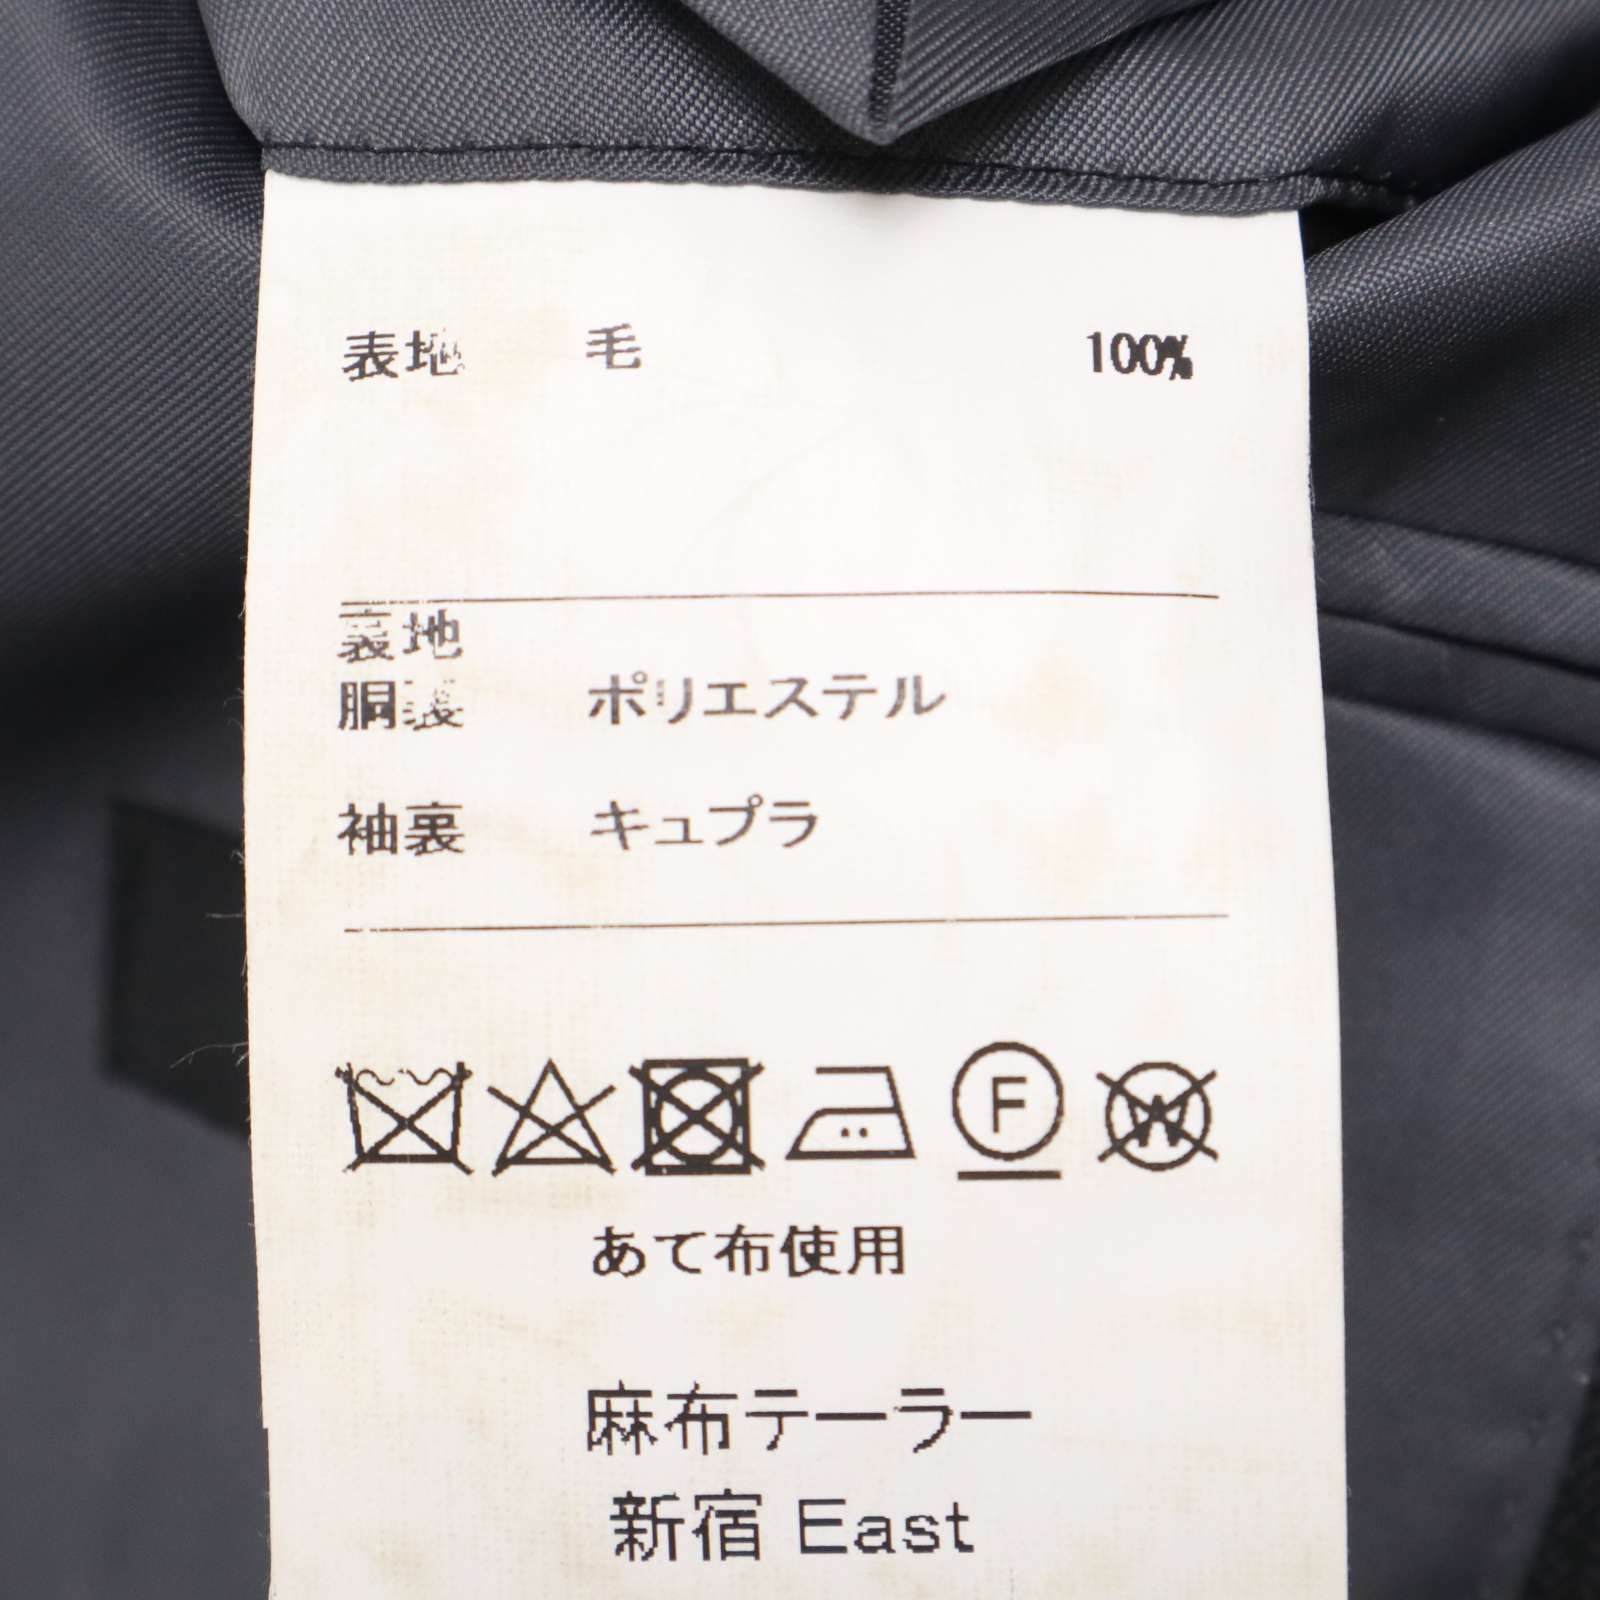 表地 毛 100%
裏地
胴裏 ポリエステル
袖裏 キュプラ
F W
あて布使用
麻布テーラー
新宿 East